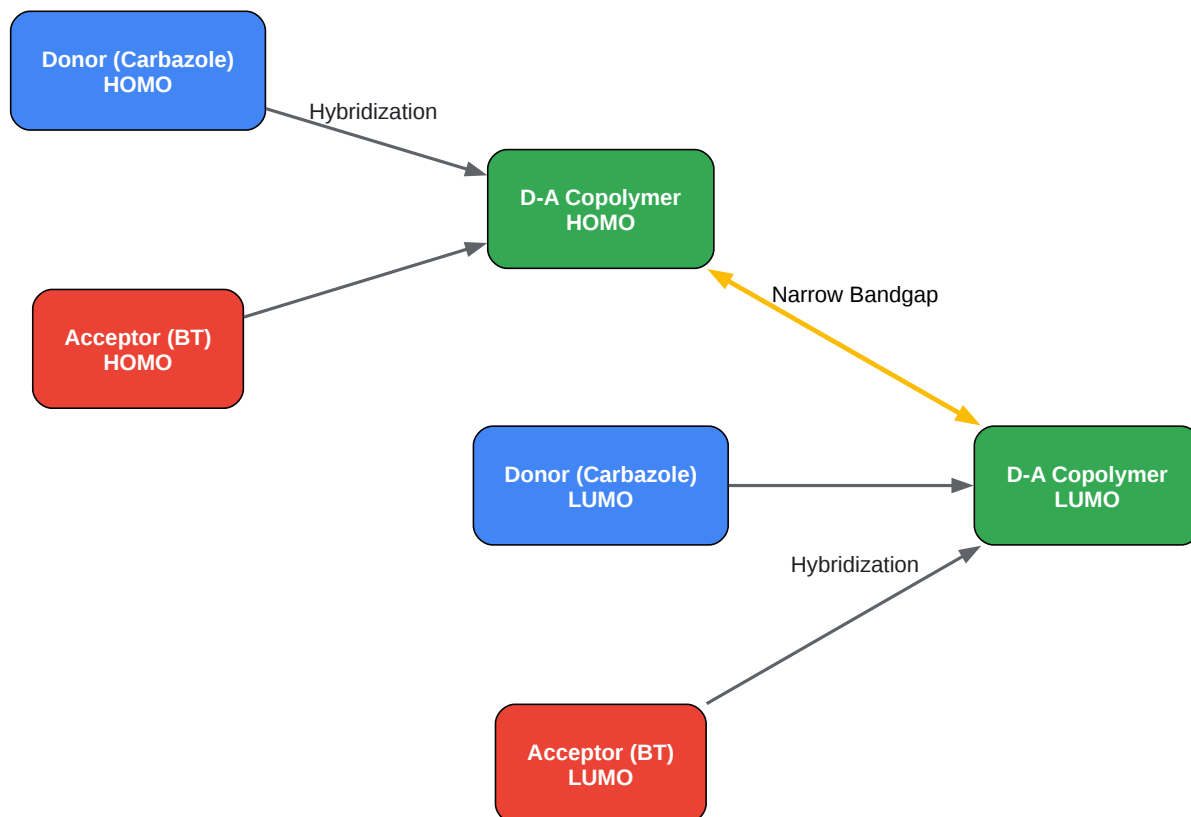 Donor (Carbazole)
HOMO
Hybridization
D-A Copolymer
HOMO
Acceptor (BT)
HOMO
Narrow Bandgap
Donor (Carbazole)
LUMO
D-A Copolymer
LUMO
Hybridization
Acceptor (BT)
LUMO